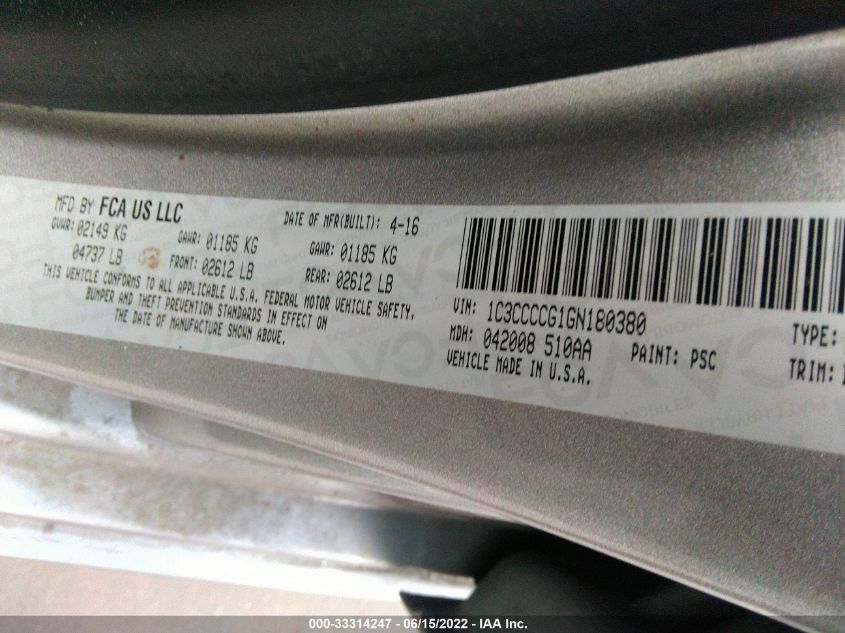 MFD BY FCA US LLC
DATE OF MFR(BUILT): 4-16
GVWR: 02149 KG
GAWR: 01185 KG
GAWR: 01185 KG
04737 LB
FRONT: 02612 LB
REAR: 02612 LB
THIS VEHICLE CONFORMS TO ALL APPLICABLE U.S.A. FEDERAL MOTOR VEHICLE SAFETY,
BUMPER AND THEFT PREVENTION STANDARDS IN EFFECT ON
THE DATE OF MANUFACTURE SHOWN ABOVE.
VIN: 1C3CCCCG1GN180380
TYPE:
MDH: 042008 510AA
PAINT: PSC
TRIM:
VEHICLE MADE IN U.S.A.
000-33314247 - 06/15/2022 - IAA Inc.